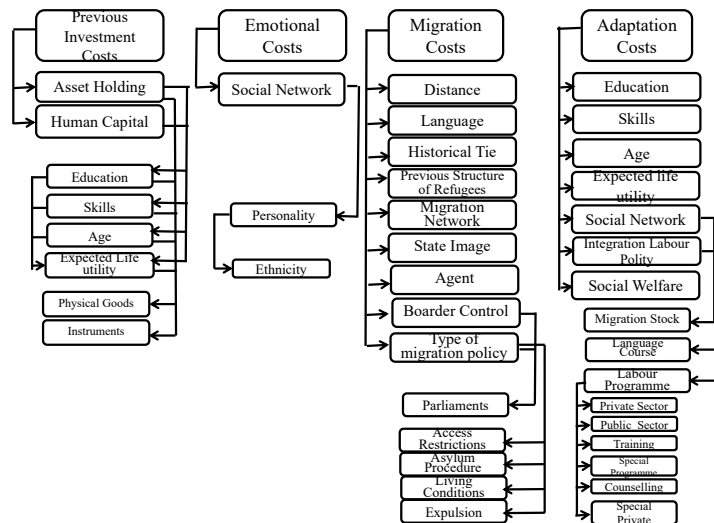 Previous
Investment
Costs
Asset Holding
Human Capital
Education
Skills
Age
Expected Life
utility
Physical Goods
Instruments
Emotional
Costs
Social Network
Personality
Ethnicity
Migration
Costs
Distance
Language
Historical Tie
Previous Structure
of Refugees
Migration
Network
State Image
Agent
Boarder Control
Type of
migration policy
Parliaments
Access
Restrictions
Asylum
Procedure
Living
Conditions
Expulsion
Adaptation
Costs
Education
Skills
Age
Expected life
utility
Social Network
Integration Labour
Polity
Social Welfare
Migration Stock
Language
Course
Labour
Programme
Private Sector
Public Sector
Training
Special
Programme
Counselling
Special
Private